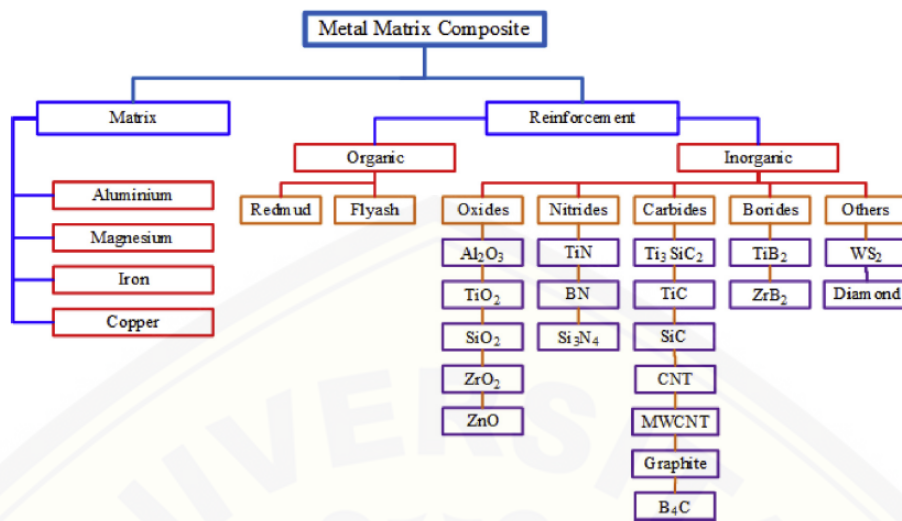 Metal Matrix Composite
Matrix
Reinforcement
Organic
Inorganic
Aluminium
Magnesium
Iron
Copper
Redmud
Flyash
Oxides
Nitrides
Carbides
Borides
Others
Al₂O₃
TiO₂
SiO₂
ZrO₂
ZnO
TiN
BN
Si₃N₄
Ti₃SiC₂
TiC
SiC
CNT
MWCNT
Graphite
B₄C
TiB₂
ZrB₂
WS₂
Diamond